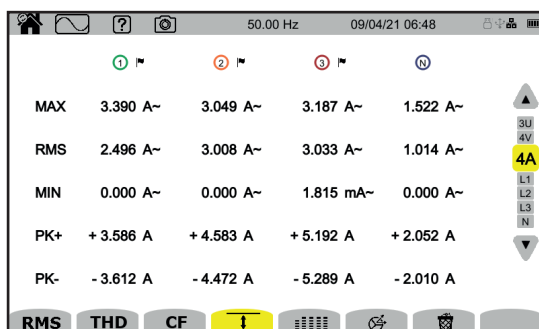 ? 50.00 Hz 09/04/21 06:48
1 2 3 N
MAX 3.390 A~ 3.049 A~ 3.187 A~ 1.522 A~
RMS 2.496 A~ 3.008 A~ 3.033 A~ 1.014 A~
MIN 0.000 A~ 0.000 A~ 1.815 mA~ 0.000 A~
PK+ + 3.586 A + 4.583 A + 5.192 A + 2.052 A
PK- - 3.612 A - 4.472 A - 5.289 A - 2.010 A
3U
4V
4A
L1
L2
L3
N
RMS THD CF